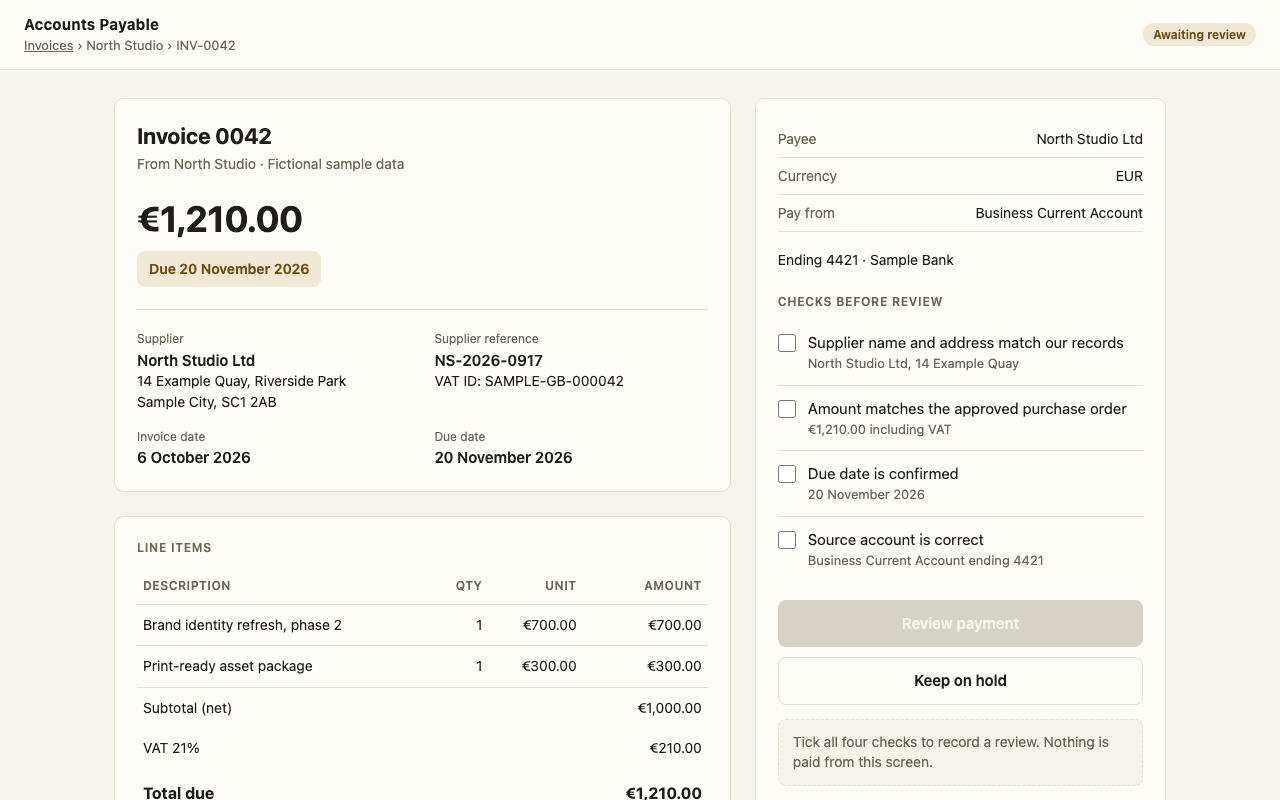 Accounts Payable
Invoices › North Studio › INV-0042
Awaiting review
Invoice 0042
From North Studio · Fictional sample data
€1,210.00
Due 20 November 2026
Supplier
North Studio Ltd
14 Example Quay, Riverside Park
Sample City, SC1 2AB
Supplier reference
NS-2026-0917
VAT ID: SAMPLE-GB-000042
Invoice date
6 October 2026
Due date
20 November 2026
LINE ITEMS
DESCRIPTION QTY UNIT AMOUNT
Brand identity refresh, phase 2 1 €700.00 €700.00
Print-ready asset package 1 €300.00 €300.00
Subtotal (net) €1,000.00
VAT 21% €210.00
Total due €1,210.00
Payee North Studio Ltd
Currency EUR
Pay from Business Current Account
Ending 4421 · Sample Bank
CHECKS BEFORE REVIEW
Supplier name and address match our records
North Studio Ltd, 14 Example Quay
Amount matches the approved purchase order
€1,210.00 including VAT
Due date is confirmed
20 November 2026
Source account is correct
Business Current Account ending 4421
Review payment
Keep on hold
Tick all four checks to record a review. Nothing is
paid from this screen.